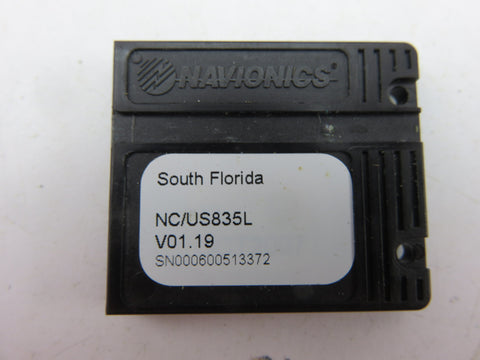 NAVIONICS
South Florida
NC/US835L
V01.19
SN000600513372